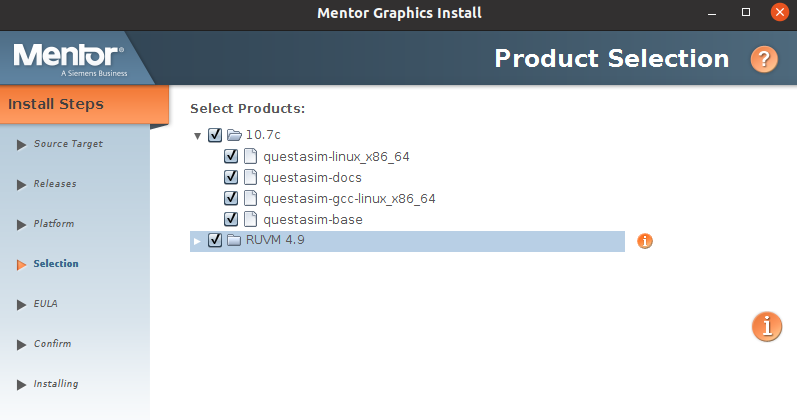 Mentor Graphics Install
Mentor®
A Siemens Business
Product Selection
?
Install Steps
Source Target
Releases
Platform
Selection
EULA
Confirm
Installing
Select Products:
10.7c
questasim-linux_x86_64
questasim-docs
questasim-gcc-linux_x86_64
questasim-base
RUVM 4.9
i
i